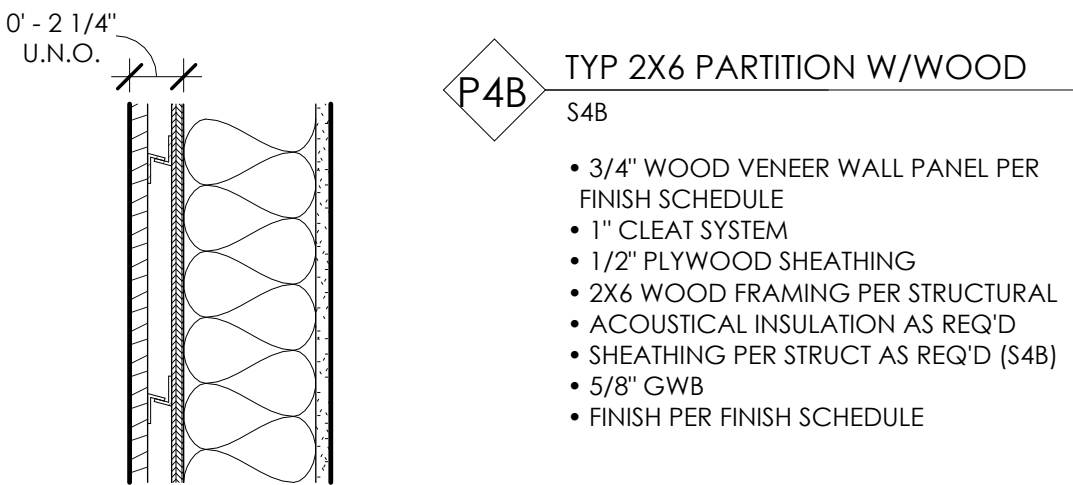 0' - 2 1/4"
U.N.O.
P4B
TYP 2X6 PARTITION W/WOOD
S4B
• 3/4" WOOD VENEER WALL PANEL PER
FINISH SCHEDULE
• 1" CLEAT SYSTEM
• 1/2" PLYWOOD SHEATHING
• 2X6 WOOD FRAMING PER STRUCTURAL
• ACOUSTICAL INSULATION AS REQ'D
• SHEATHING PER STRUCT AS REQ'D (S4B)
• 5/8" GWB
• FINISH PER FINISH SCHEDULE